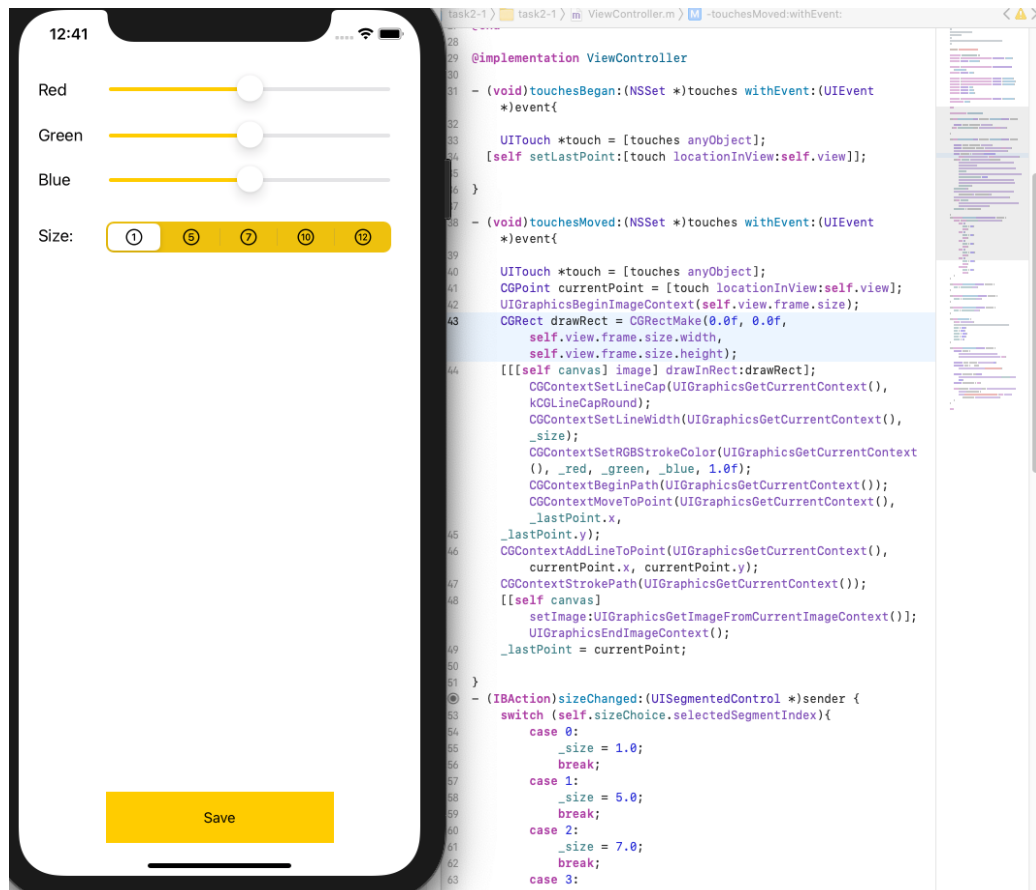 12:41
Red
Green
Blue
Size:
1
5
7
10
12
Save
task2-1 〉 task2-1 〉 m ViewController.m 〉 M -touchesMoved:withEvent:
28
29 @implementation ViewController
30
31 - (void)touchesBegan:(NSSet *)touches withEvent:(UIEvent
*)event{
32
33 UITouch *touch = [touches anyObject];
34 [self setLastPoint:[touch locationInView:self.view]];
35
36 }
37
38 - (void)touchesMoved:(NSSet *)touches withEvent:(UIEvent
*)event{
39
40 UITouch *touch = [touches anyObject];
41 CGPoint currentPoint = [touch locationInView:self.view];
42 UIGraphicsBeginImageContext(self.view.frame.size);
43 CGRect drawRect = CGRectMake(0.0f, 0.0f,
self.view.frame.size.width,
self.view.frame.size.height);
44 [[[self canvas] image] drawInRect:drawRect];
CGContextSetLineCap(UIGraphicsGetCurrentContext(),
kCGLineCapRound);
CGContextSetLineWidth(UIGraphicsGetCurrentContext(),
_size);
CGContextSetRGBStrokeColor(UIGraphicsGetCurrentContext
(), _red, _green, _blue, 1.0f);
CGContextBeginPath(UIGraphicsGetCurrentContext());
CGContextMoveToPoint(UIGraphicsGetCurrentContext(),
_lastPoint.x,
45 _lastPoint.y);
46 CGContextAddLineToPoint(UIGraphicsGetCurrentContext(),
currentPoint.x, currentPoint.y);
47 CGContextStrokePath(UIGraphicsGetCurrentContext());
48 [[self canvas]
setImage:UIGraphicsGetImageFromCurrentImageContext()];
UIGraphicsEndImageContext();
49 _lastPoint = currentPoint;
50
51 }
- (IBAction)sizeChanged:(UISegmentedControl *)sender {
53 switch (self.sizeChoice.selectedSegmentIndex){
54 case 0:
55 _size = 1.0;
56 break;
57 case 1:
58 _size = 5.0;
59 break;
60 case 2:
61 _size = 7.0;
62 break;
63 case 3: